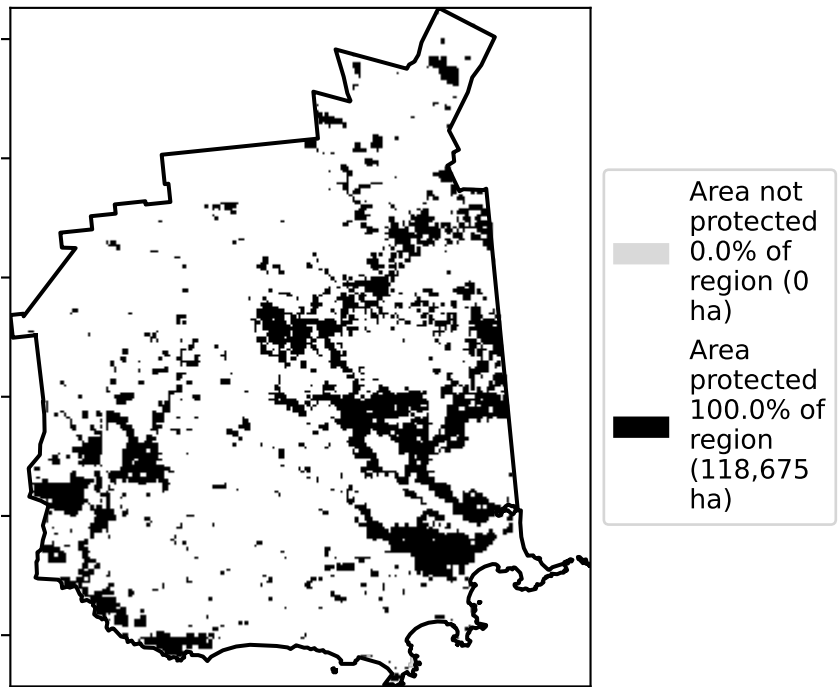 Area not
protected
0.0% of
region (0
ha)
Area
protected
100.0% of
region
(118,675
ha)